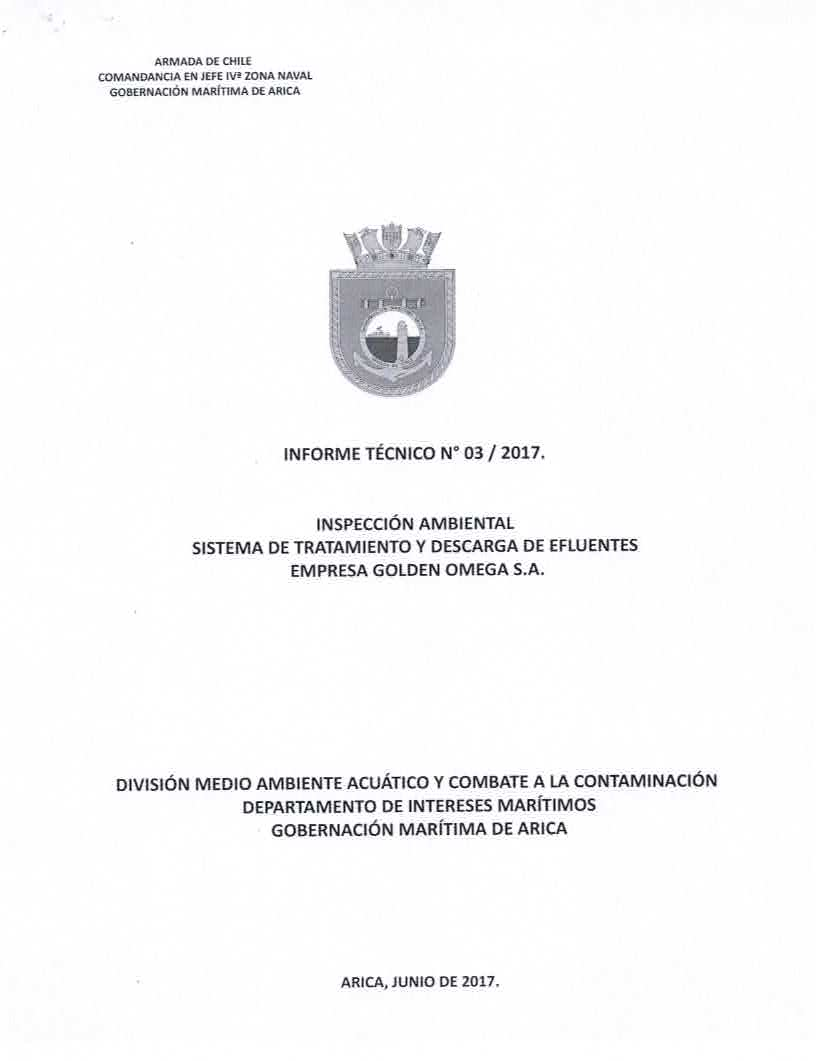 ARMADA DE CHILE
COMANDANCIA EN JEFE IVª ZONA NAVAL
GOBERNACIÓN MARÍTIMA DE ARICA
INFORME TÉCNICO N° 03 / 2017.
INSPECCIÓN AMBIENTAL
SISTEMA DE TRATAMIENTO Y DESCARGA DE EFLUENTES
EMPRESA GOLDEN OMEGA S.A.
DIVISIÓN MEDIO AMBIENTE ACUÁTICO Y COMBATE A LA CONTAMINACIÓN
DEPARTAMENTO DE INTERESES MARÍTIMOS
GOBERNACIÓN MARÍTIMA DE ARICA
ARICA, JUNIO DE 2017.